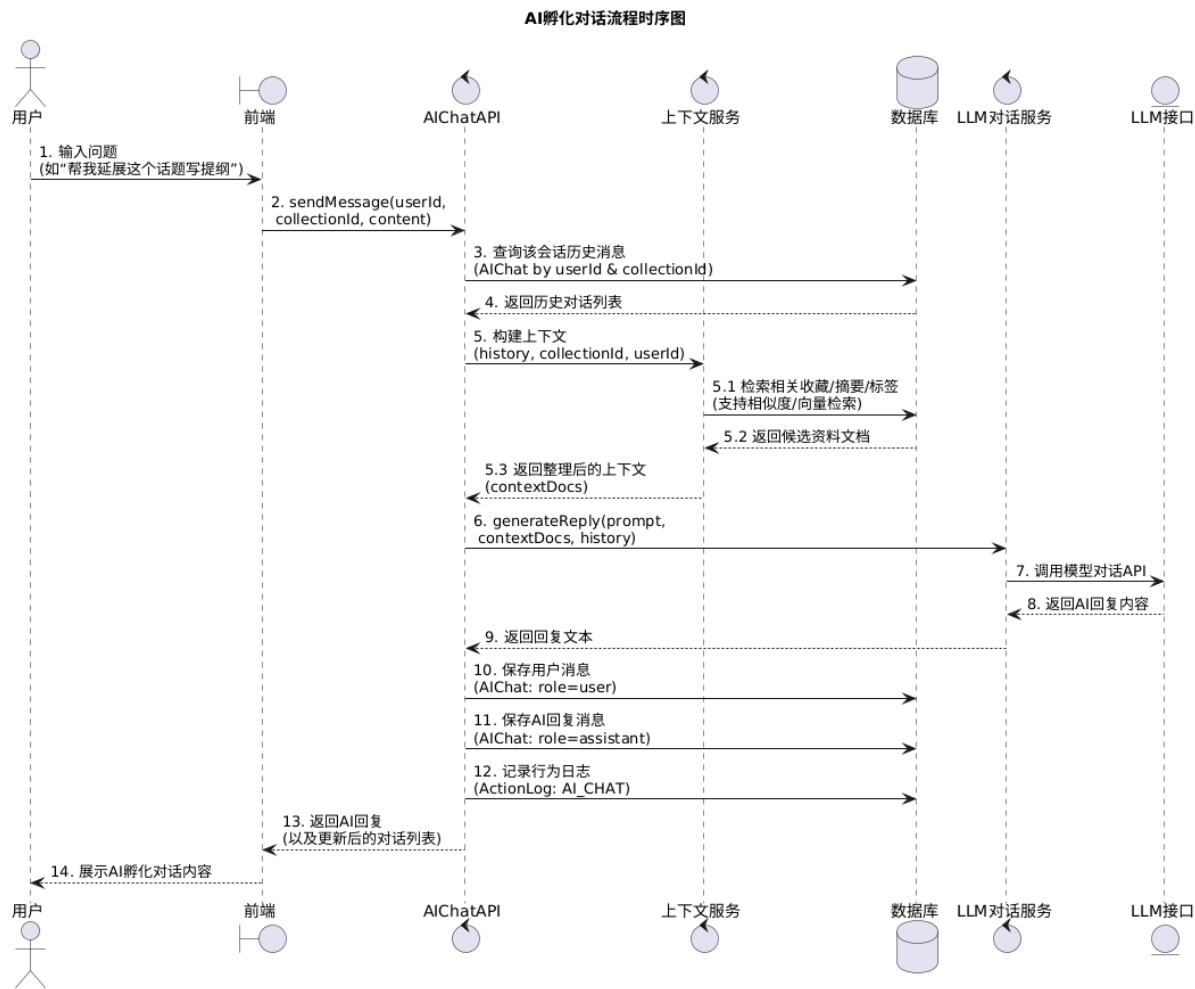 AI孵化对话流程时序图
用户
前端
AIChatAPI
上下文服务
数据库
LLM对话服务
LLM接口
1. 输入问题
(如“帮我延展这个话题写提纲”)
2. sendMessage(userId,
collectionId, content)
3. 查询该会话历史消息
(AIChat by userId & collectionId)
4. 返回历史对话列表
5. 构建上下文
(history, collectionId, userId)
5.1 检索相关收藏/摘要/标签
(支持相似度/向量检索)
5.2 返回候选资料文档
5.3 返回整理后的上下文
(contextDocs)
6. generateReply(prompt,
contextDocs, history)
7. 调用模型对话API
8. 返回AI回复内容
9. 返回回复文本
10. 保存用户消息
(AIChat: role=user)
11. 保存AI回复消息
(AIChat: role=assistant)
12. 记录行为日志
(ActionLog: AI_CHAT)
13. 返回AI回复
(以及更新后的对话列表)
14. 展示AI孵化对话内容
用户
前端
AIChatAPI
上下文服务
数据库
LLM对话服务
LLM接口